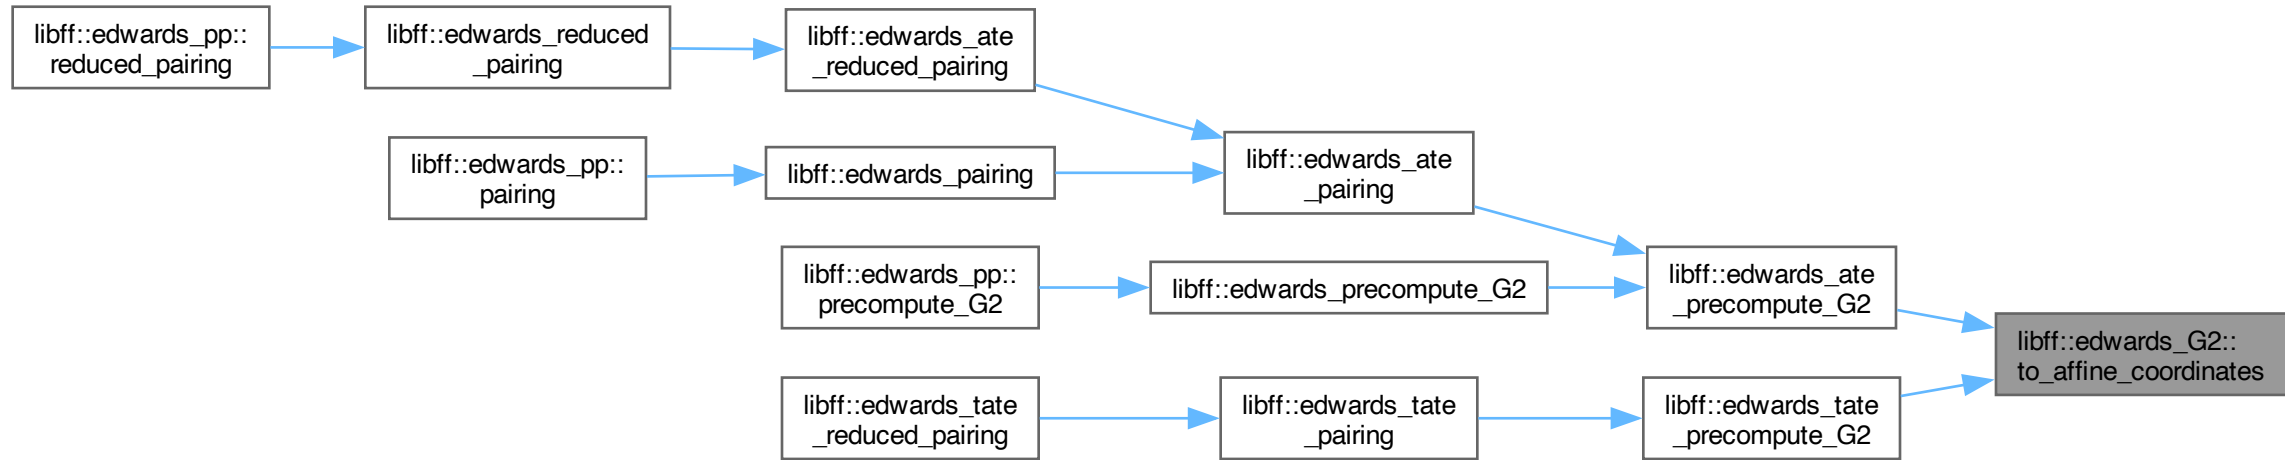 libff::edwards_pp::
reduced_pairing
libff::edwards_reduced
_pairing
libff::edwards_ate
_reduced_pairing
libff::edwards_pp::
pairing
libff::edwards_pairing
libff::edwards_ate
_pairing
libff::edwards_pp::
precompute_G2
libff::edwards_precompute_G2
libff::edwards_ate
_precompute_G2
libff::edwards_G2::
to_affine_coordinates
libff::edwards_tate
_reduced_pairing
libff::edwards_tate
_pairing
libff::edwards_tate
_precompute_G2